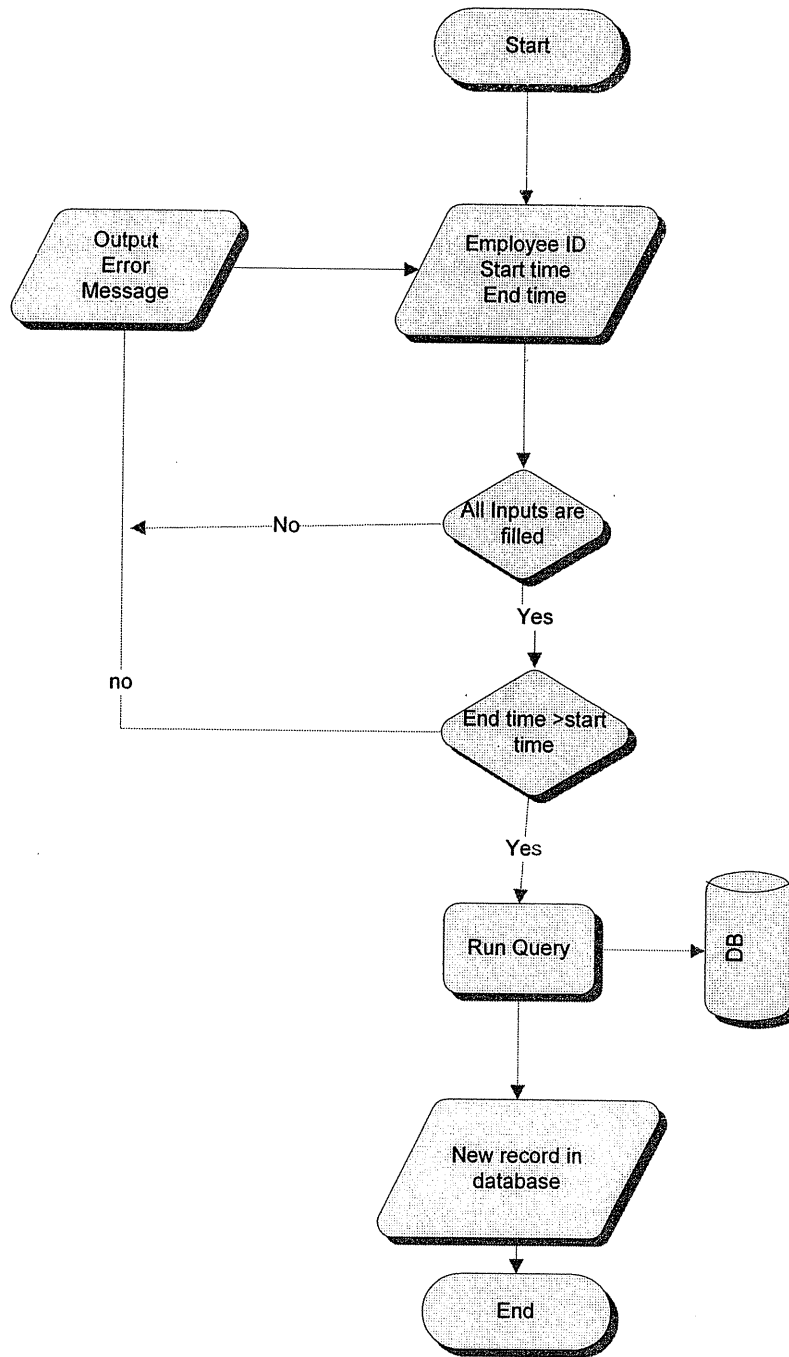 Start
Output
Error
Message
Employee ID
Start time
End time
All Inputs are
filled
No
Yes
no
End time >start
time
Yes
Run Query
DB
New record in
database
End